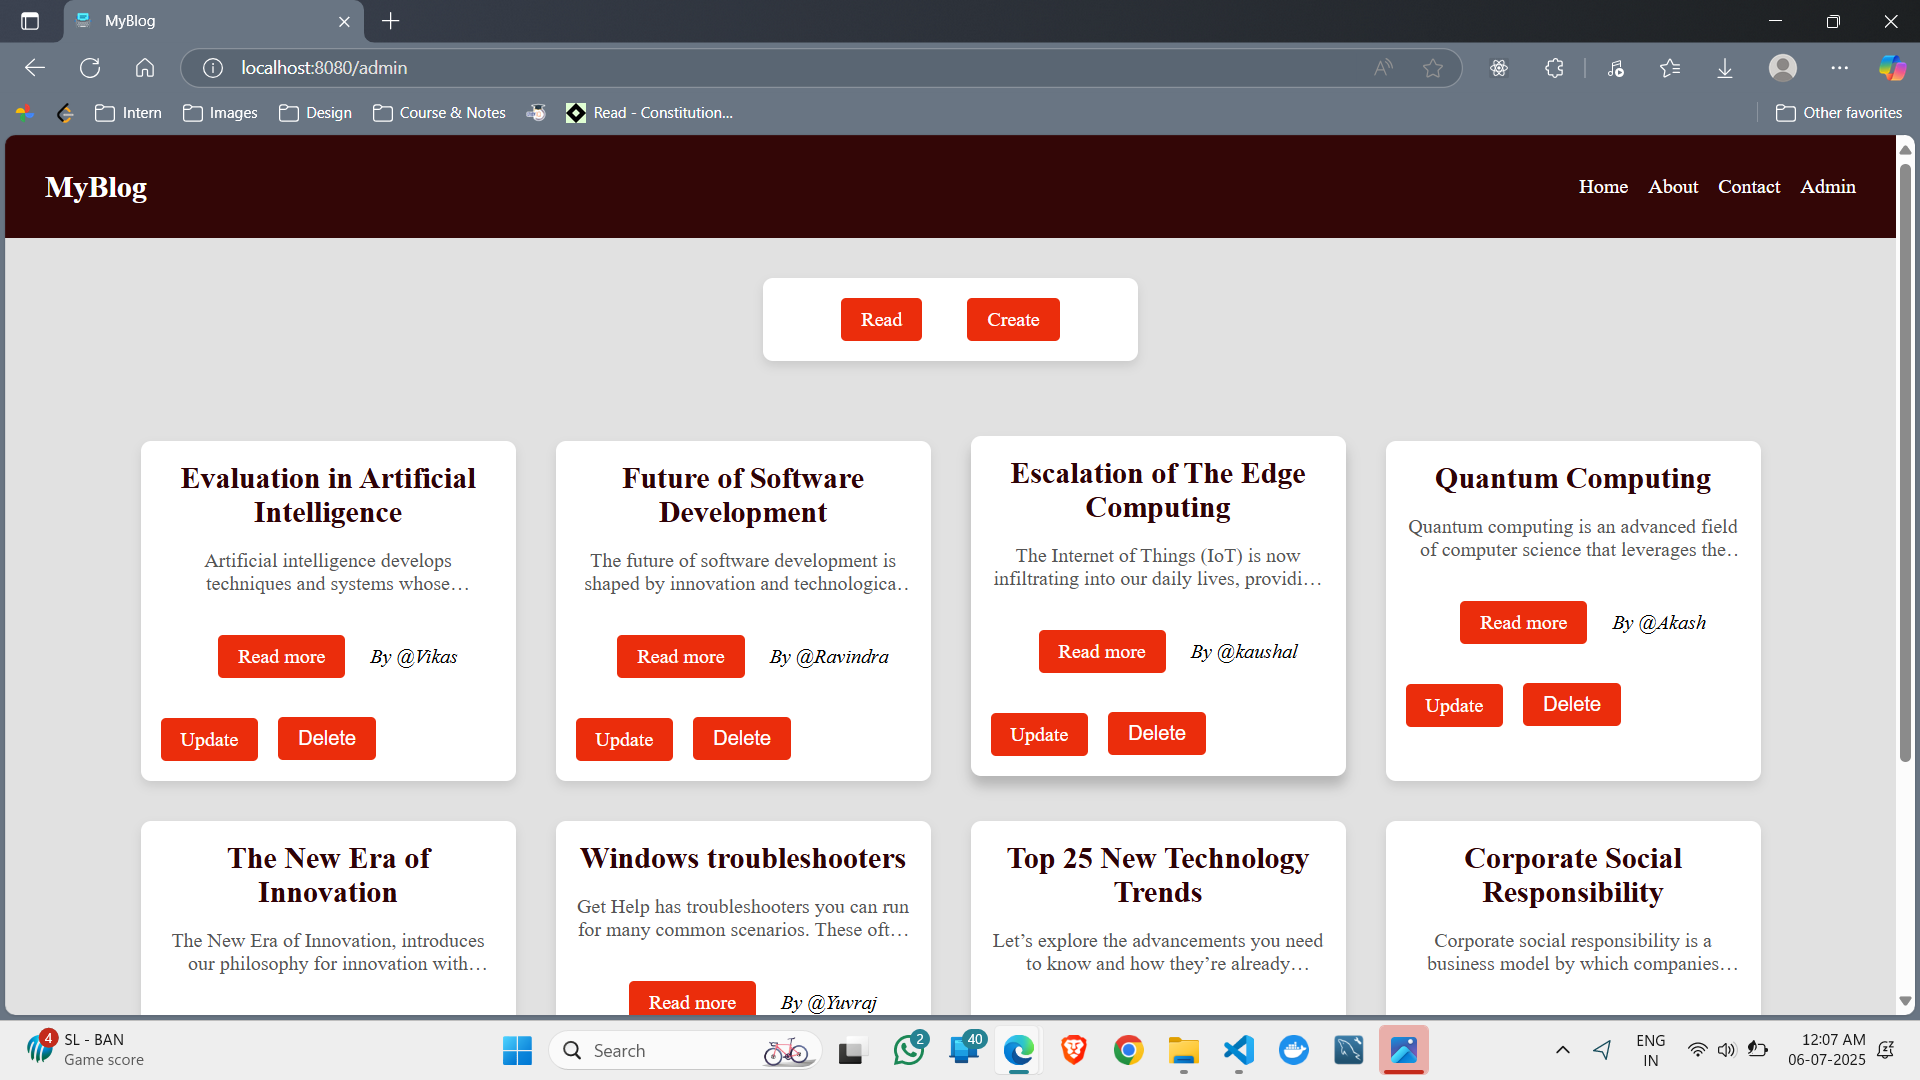 MyBlog
localhost:8080/admin
Intern
Images
Design
Course & Notes
Read - Constitution...
Other favorites
MyBlog
Home
About
Contact
Admin
Read
Create
Evaluation in Artificial
Intelligence
Artificial intelligence develops
techniques and systems whose…
Read more
By @Vikas
Update
Delete
Future of Software
Development
The future of software development is
shaped by innovation and technologica…
Read more
By @Ravindra
Update
Delete
Escalation of The Edge
Computing
The Internet of Things (IoT) is now
infiltrating into our daily lives, providi…
Read more
By @kaushal
Update
Delete
Quantum Computing
Quantum computing is an advanced field
of computer science that leverages the…
Read more
By @Akash
Update
Delete
The New Era of
Innovation
The New Era of Innovation, introduces
our philosophy for innovation with…
Windows troubleshooters
Get Help has troubleshooters you can run
for many common scenarios. These oft…
Read more
By @Yuvraj
Top 25 New Technology
Trends
Let’s explore the advancements you need
to know and how they’re already…
Corporate Social
Responsibility
Corporate social responsibility is a
business model by which companies…
4
SL - BAN
Game score
Search
2
40
ENG
IN
12:07 AM
06-07-2025